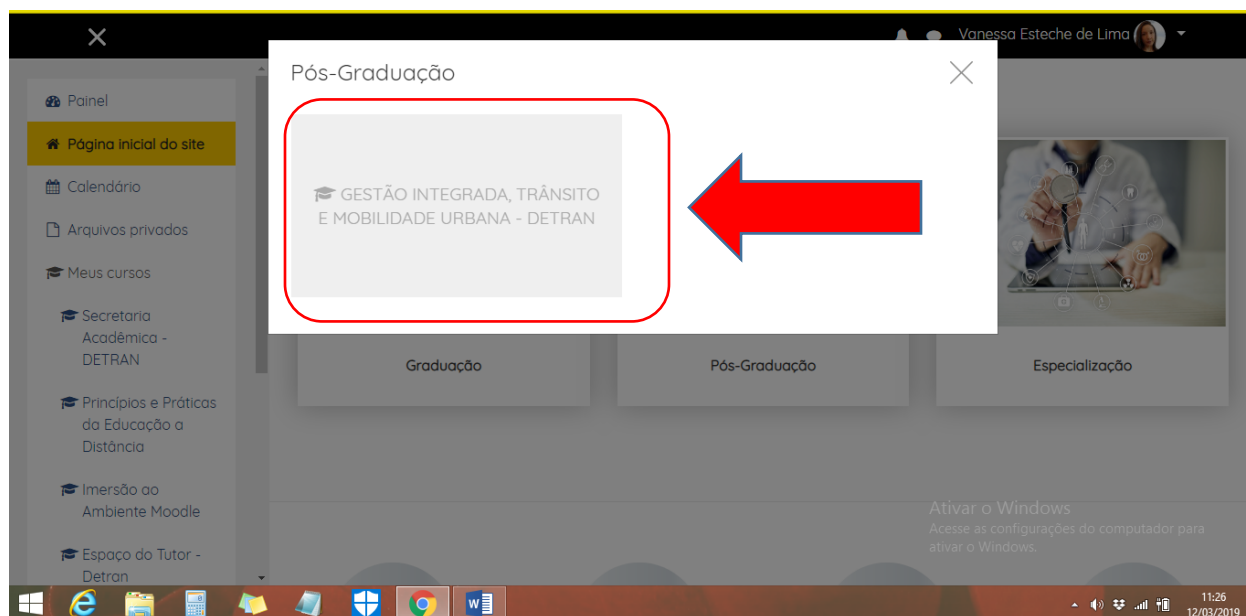 Vanessa Esteche de Lima
Pós-Graduação
Painel
Página inicial do site
Calendário
Arquivos privados
Meus cursos
Secretaria
Acadêmica -
DETRAN
Princípios e Práticas
da Educação a
Distância
Imersão ao
Ambiente Moodle
Espaço do Tutor -
Detran
GESTÃO INTEGRADA, TRÂNSITO
E MOBILIDADE URBANA - DETRAN
Graduação
Pós-Graduação
Especialização
Ativar o Windows
Acesse as configurações do computador para
ativar o Windows.
11:26
12/03/2019